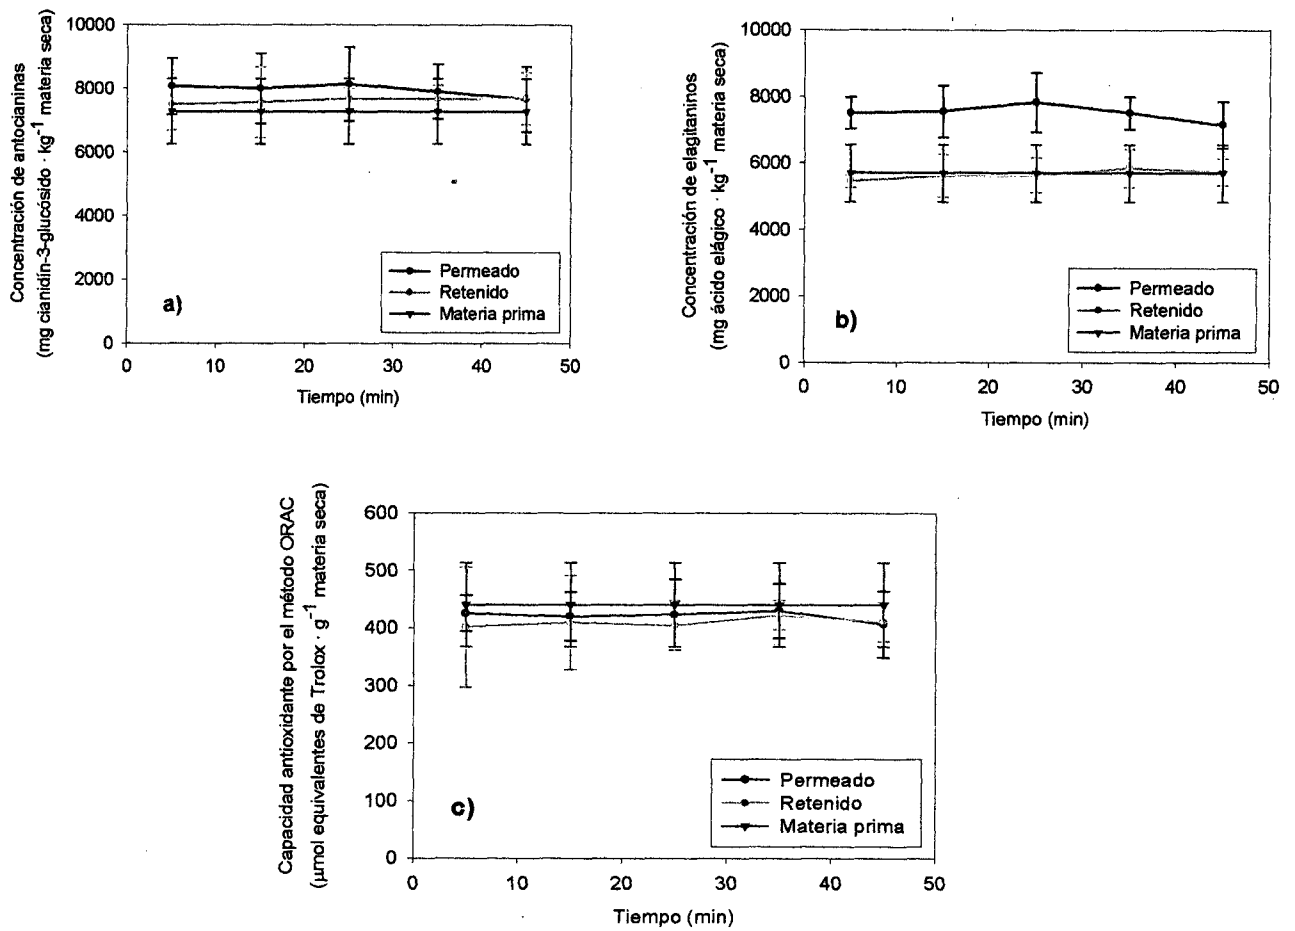 Concentración de antocianinas
(mg cianidin-3-glucósido · kg⁻¹ materia seca)
10000
8000
6000
4000
2000
0
a)
Permeado
Retenido
Materia prima
0 10 20 30 40 50
Tiempo (min)
Concentración de elagitaninos
(mg ácido elágico · kg⁻¹ materia seca)
10000
8000
6000
4000
2000
0
b)
Permeado
Retenido
Materia prima
0 10 20 30 40 50
Tiempo (min)
Capacidad antioxidante por el método ORAC
(µmol equivalentes de Trolox · g⁻¹ materia seca)
600
500
400
300
200
100
0
c)
Permeado
Retenido
Materia prima
0 10 20 30 40 50
Tiempo (min)